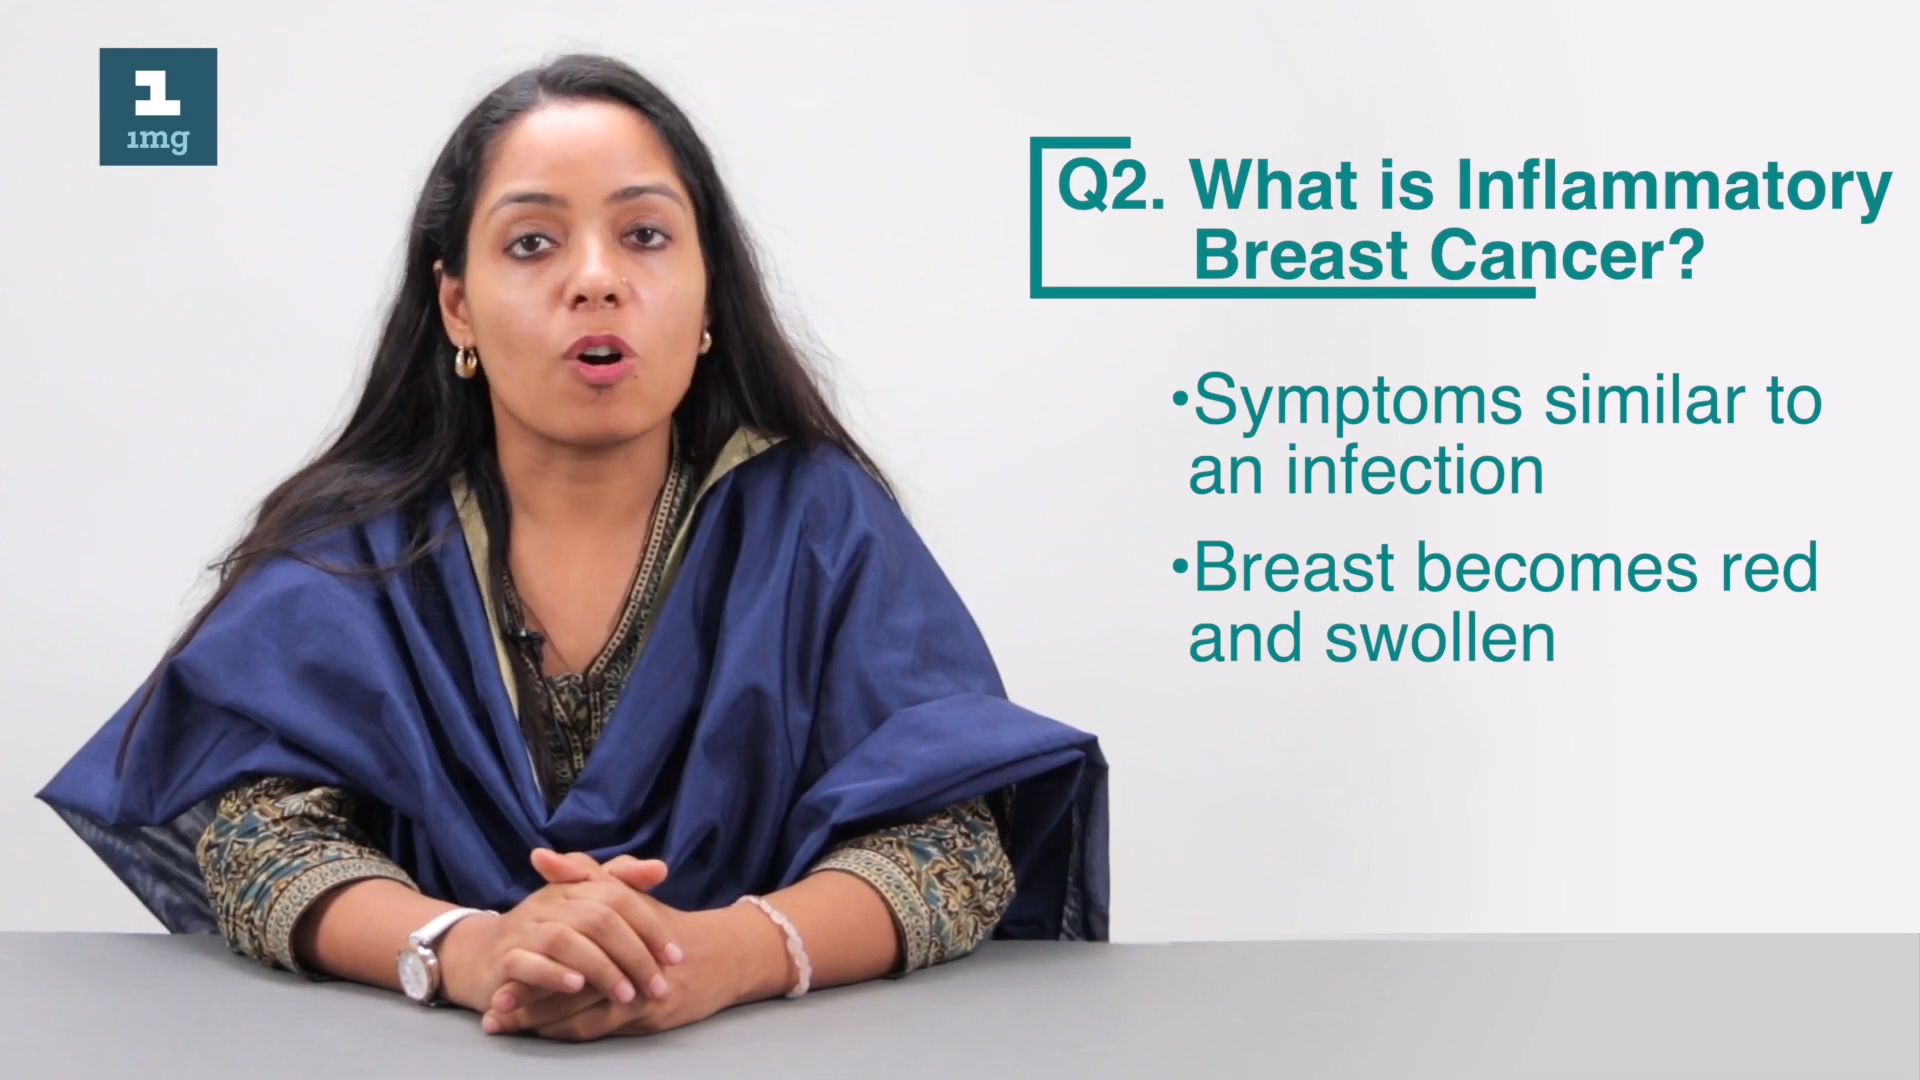 1
1mg
Q2. What is Inflammatory
Breast Cancer?
•Symptoms similar to
an infection
•Breast becomes red
and swollen